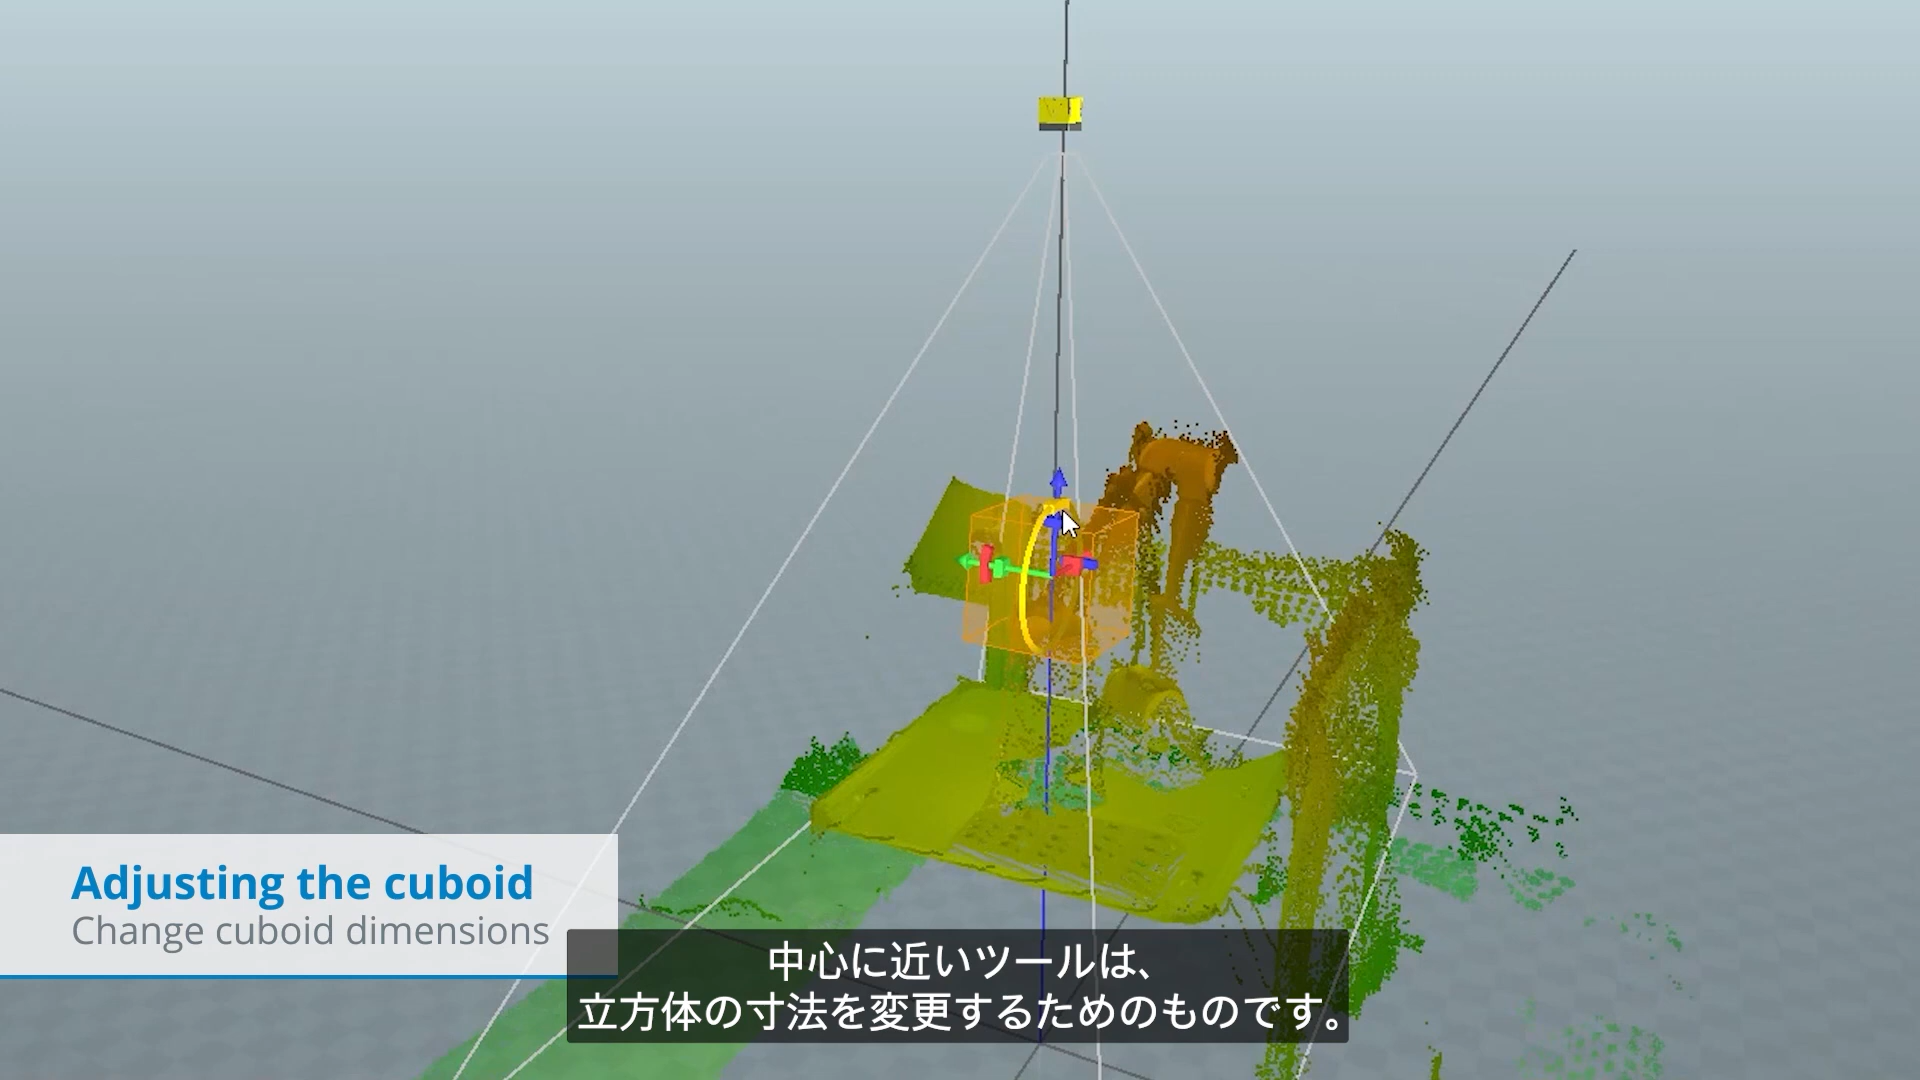 Adjusting the cuboid
Change cuboid dimensions
中心に近いツールは、
立方体の寸法を変更するためのものです。